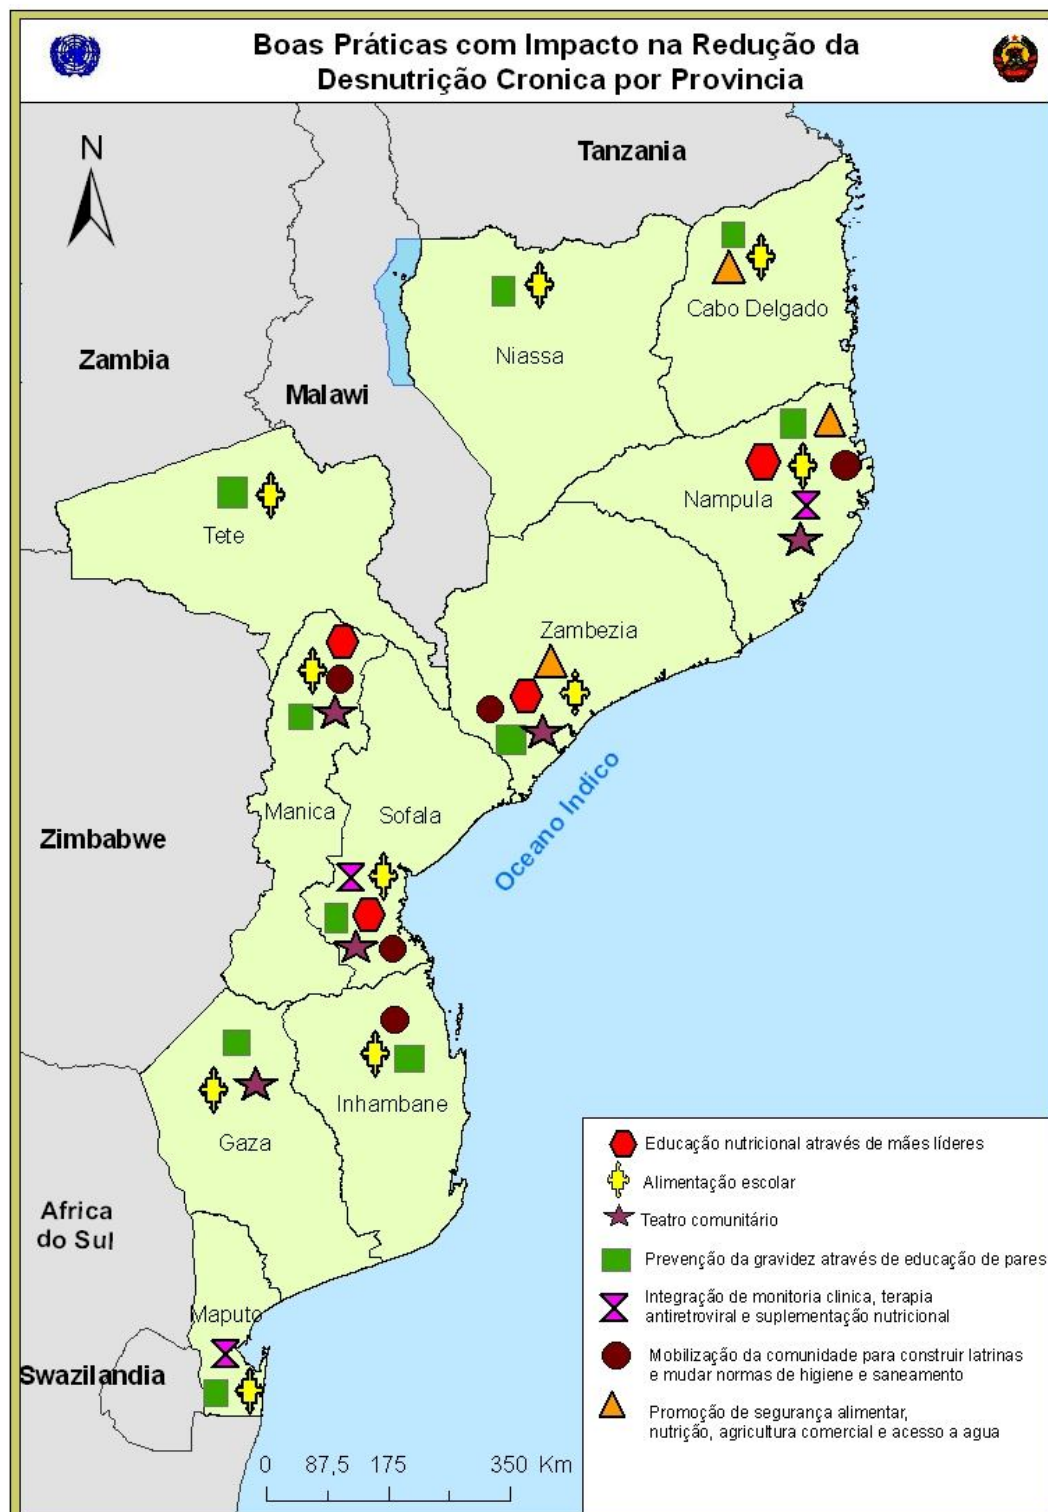 Boas Práticas com Impacto na Redução da
Desnutrição Cronica por Provincia
N
Tanzania
Cabo Delgado
Niassa
Zambia
Malawi
Nampula
Tete
Zambezia
Manica
Sofala
Zimbabwe
Oceano Indico
Inhambane
Gaza
Africa
do Sul
Maputo
Swazilandia
Educação nutricional através de mães líderes
Alimentação escolar
Teatro comunitário
Prevenção da gravidez através de educação de pares
Integração de monitoria clinica, terapia
antiretroviral e suplementação nutricional
Mobilização da comunidade para construir latrinas
e mudar normas de higiene e saneamento
Promoção de segurança alimentar,
nutrição, agricultura comercial e acesso a agua
0 87,5 175 350 Km